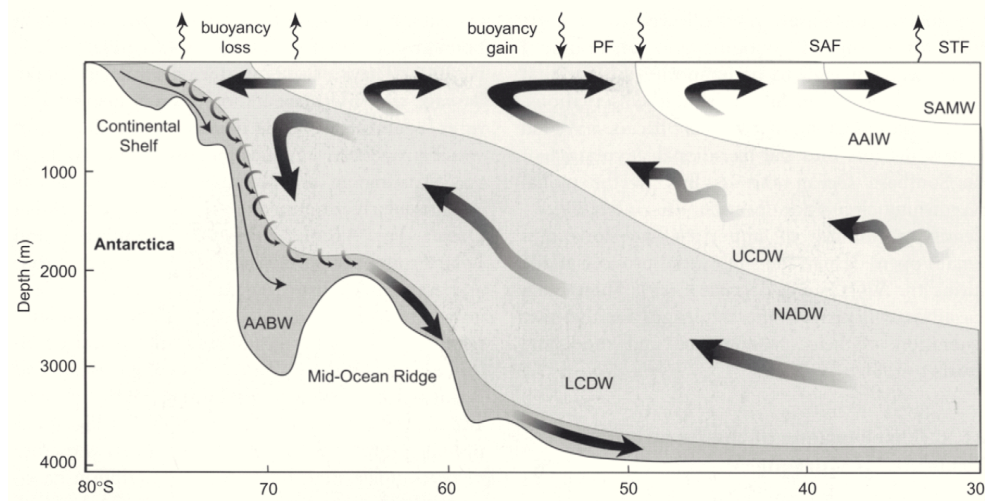 buoyancy
loss
buoyancy
gain
PF
SAF
STF
Continental
Shelf
SAMW
AAIW
1000
Antarctica
UCDW
2000
NADW
AABW
3000
Mid-Ocean Ridge
LCDW
4000
Depth (m)
80°S
70
60
50
40
30